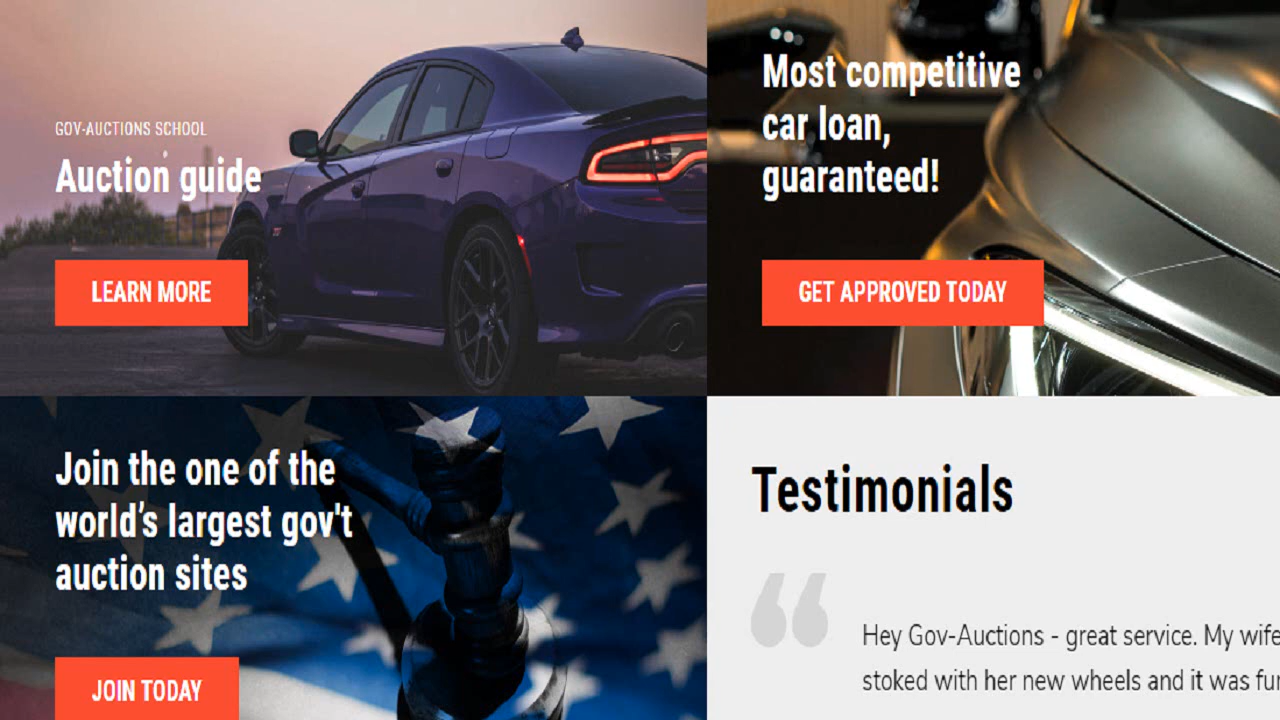 GOV-AUCTIONS SCHOOL
Auction guide
LEARN MORE
Most competitive
car loan,
guaranteed!
GET APPROVED TODAY
Join the one of the
world’s largest gov't
auction sites
JOIN TODAY
Testimonials
“
Hey Gov-Auctions - great service. My wife
stoked with her new wheels and it was fu